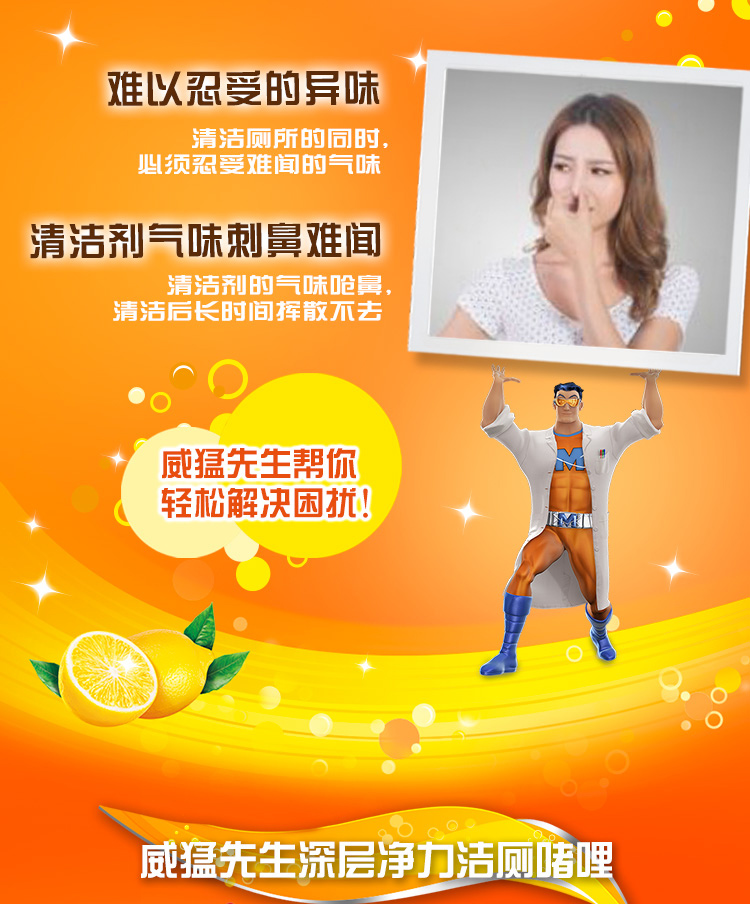 难以忍受的异味
清洁厕所的同时，
必须忍受难闻的气味
清洁剂气味刺鼻难闻
清洁剂的气味呛鼻，
清洁后长时间挥散不去
威猛先生帮你
轻松解决困扰！
M
M
威猛先生深层净力洁厕啫哩